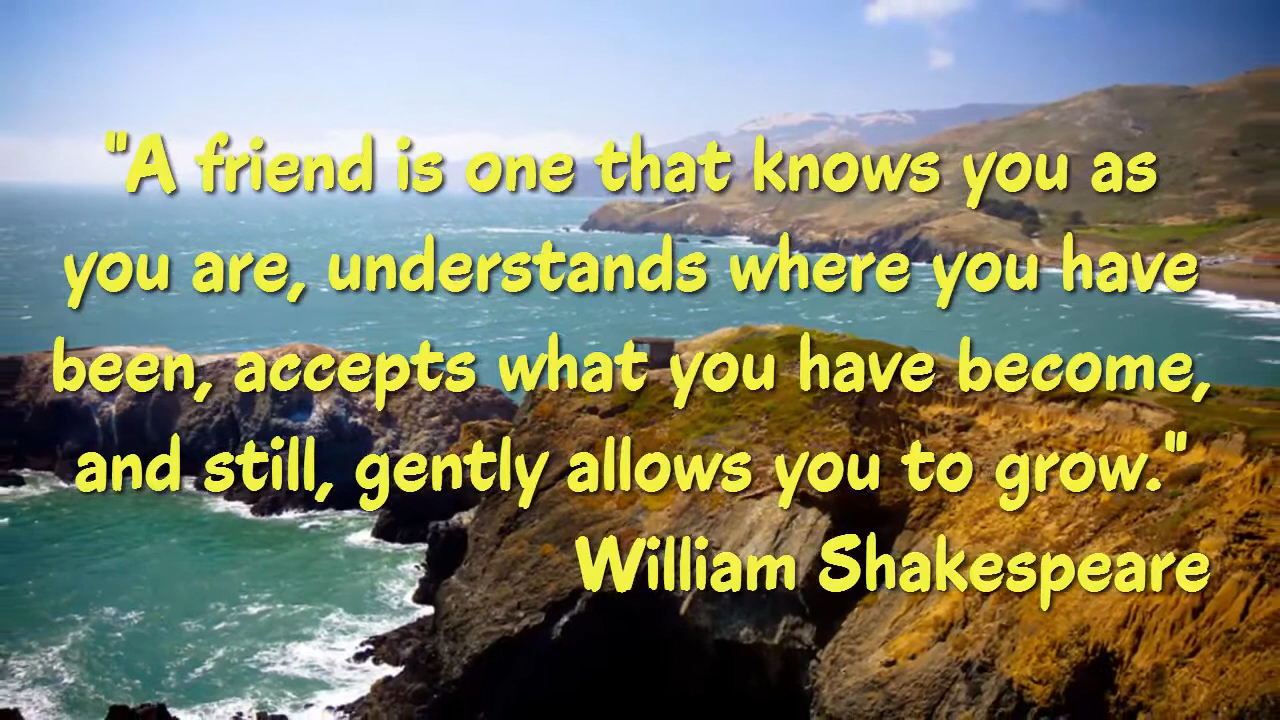 "A friend is one that knows you as
you are, understands where you have
been, accepts what you have become,
and still, gently allows you to grow."
William Shakespeare